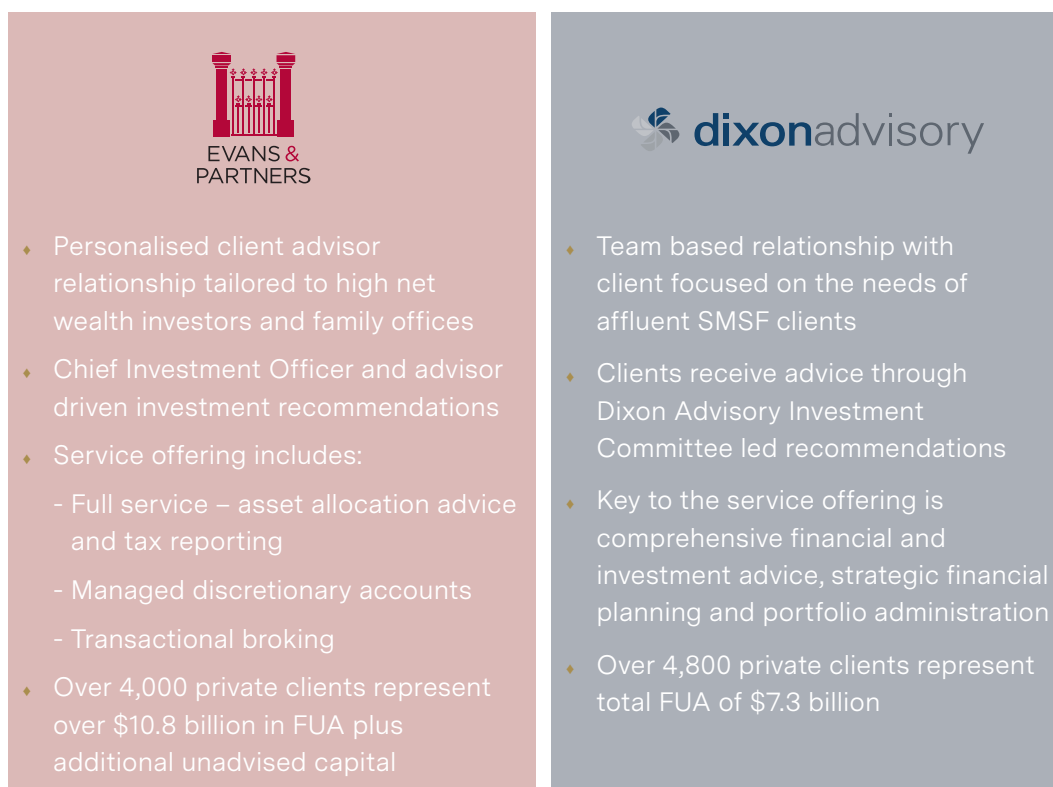 EVANS &
PARTNERS
♦ Personalised client advisor
relationship tailored to high net
wealth investors and family offices
♦ Chief Investment Officer and advisor
driven investment recommendations
♦ Service offering includes:
- Full service – asset allocation advice
and tax reporting
- Managed discretionary accounts
- Transactional broking
♦ Over 4,000 private clients represent
over $10.8 billion in FUA plus
additional unadvised capital
dixonadvisory
♦ Team based relationship with
client focused on the needs of
affluent SMSF clients
♦ Clients receive advice through
Dixon Advisory Investment
Committee led recommendations
♦ Key to the service offering is
comprehensive financial and
investment advice, strategic financial
planning and portfolio administration
♦ Over 4,800 private clients represent
total FUA of $7.3 billion